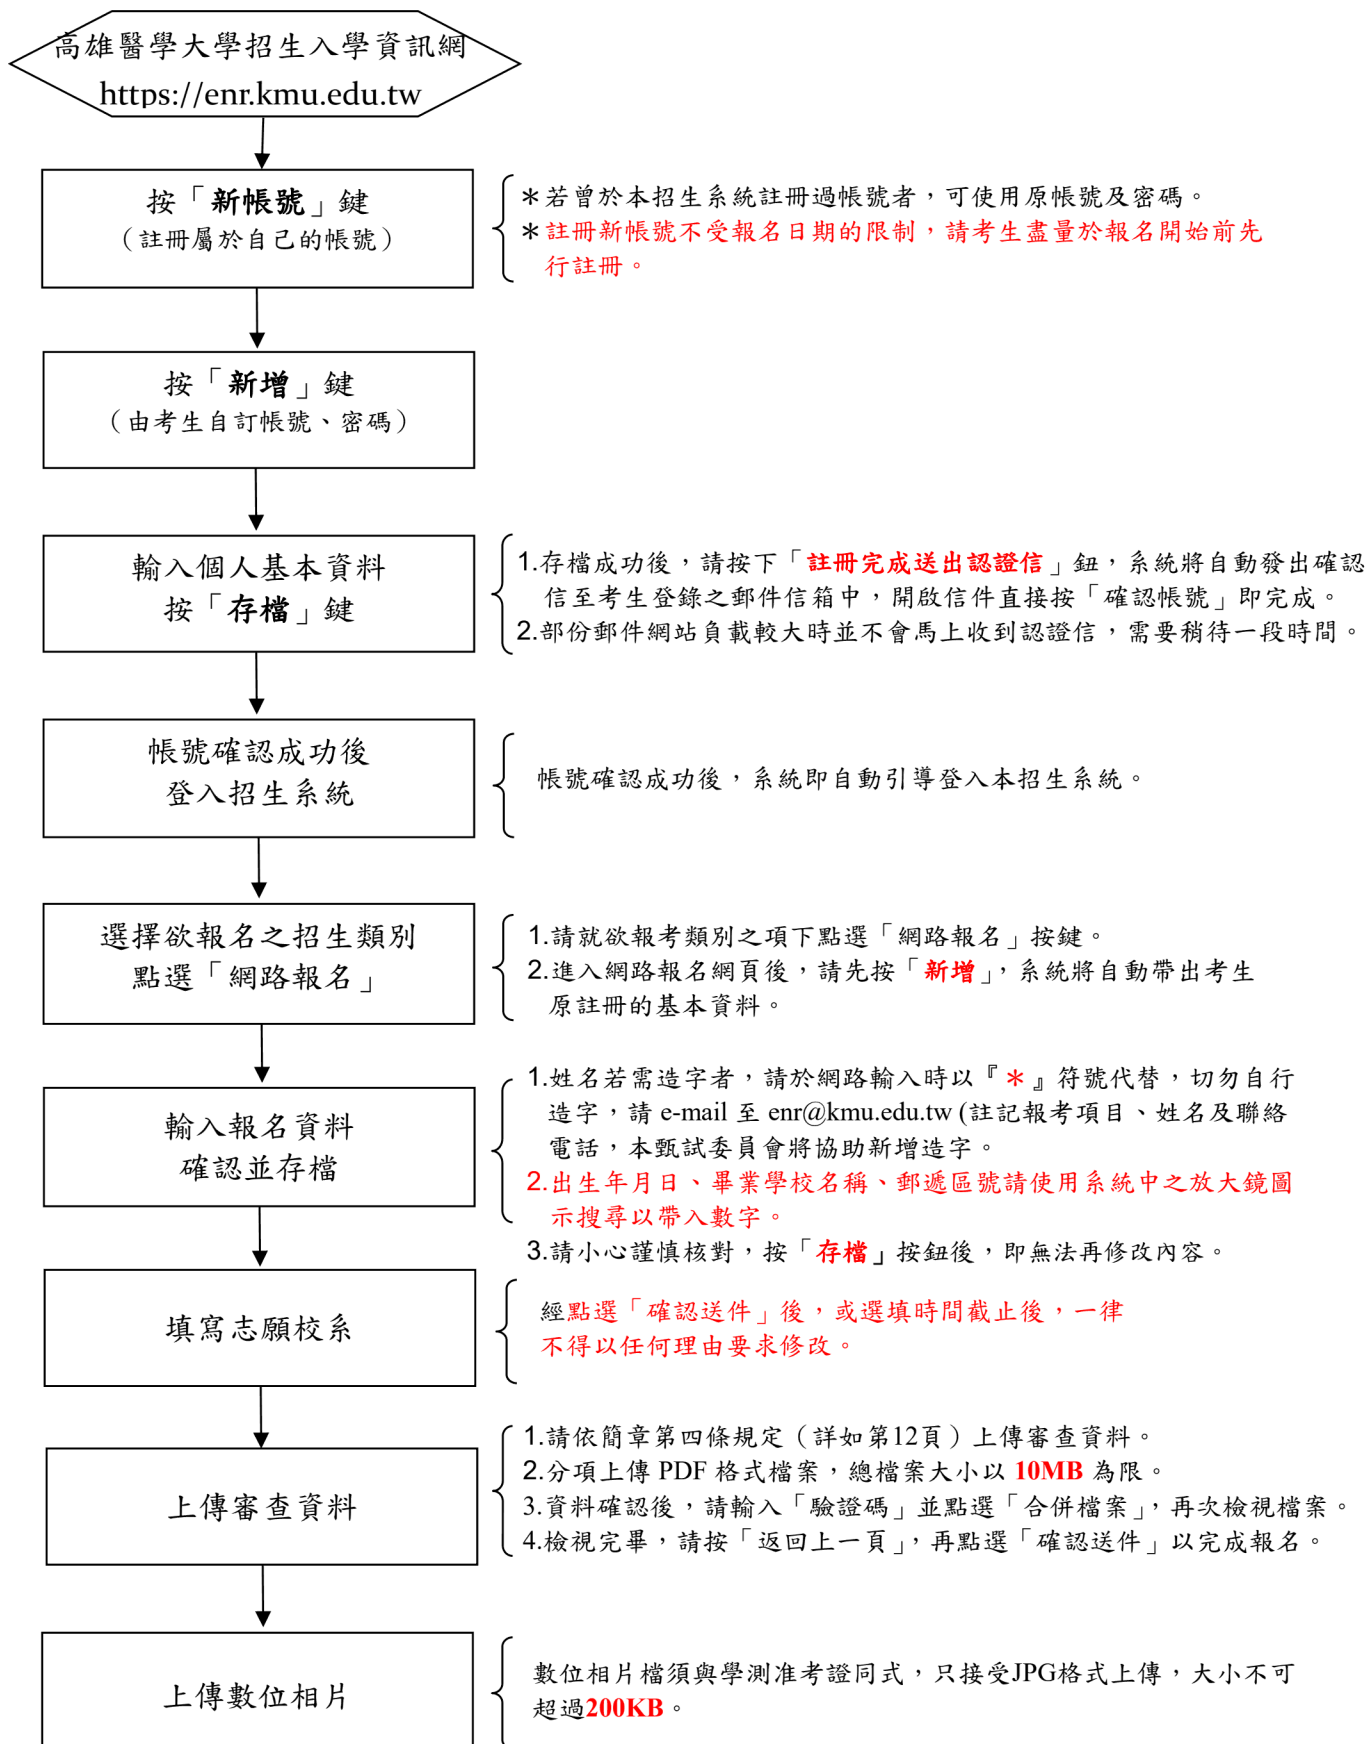 高雄醫學大學招生入學資訊網
https://enr.kmu.edu.tw
按「新帳號」鍵
（註冊屬於自己的帳號）
＊若曾於本招生系統註冊過帳號者，可使用原帳號及密碼。
＊註冊新帳號不受報名日期的限制，請考生盡量於報名開始前先
行註冊。
按「新增」鍵
（由考生自訂帳號、密碼）
輸入個人基本資料
按「存檔」鍵
1.存檔成功後，請按下「註冊完成送出認證信」鈕，系統將自動發出確認
信至考生登錄之郵件信箱中，開啟信件直接按「確認帳號」即完成。
2.部份郵件網站負載較大時並不會馬上收到認證信，需要稍待一段時間。
帳號確認成功後
登入招生系統
帳號確認成功後，系統即自動引導登入本招生系統。
選擇欲報名之招生類別
點選「網路報名」
1.請就欲報考類別之項下點選「網路報名」按鍵。
2.進入網路報名網頁後，請先按「新增」，系統將自動帶出考生
原註冊的基本資料。
輸入報名資料
確認並存檔
1.姓名若需造字者，請於網路輸入時以『＊』符號代替，切勿自行
造字，請 e-mail 至 enr@kmu.edu.tw (註記報考項目、姓名及聯絡
電話，本甄試委員會將協助新增造字。
2.出生年月日、畢業學校名稱、郵遞區號請使用系統中之放大鏡圖
示搜尋以帶入數字。
3.請小心謹慎核對，按「存檔」按鈕後，即無法再修改內容。
填寫志願校系
經點選「確認送件」後，或選填時間截止後，一律
不得以任何理由要求修改。
上傳審查資料
1.請依簡章第四條規定（詳如第12頁）上傳審查資料。
2.分項上傳 PDF 格式檔案，總檔案大小以 10MB 為限。
3.資料確認後，請輸入「驗證碼」並點選「合併檔案」，再次檢視檔案。
4.檢視完畢，請按「返回上一頁」，再點選「確認送件」以完成報名。
上傳數位相片
數位相片檔須與學測准考證同式，只接受JPG格式上傳，大小不可
超過200KB。